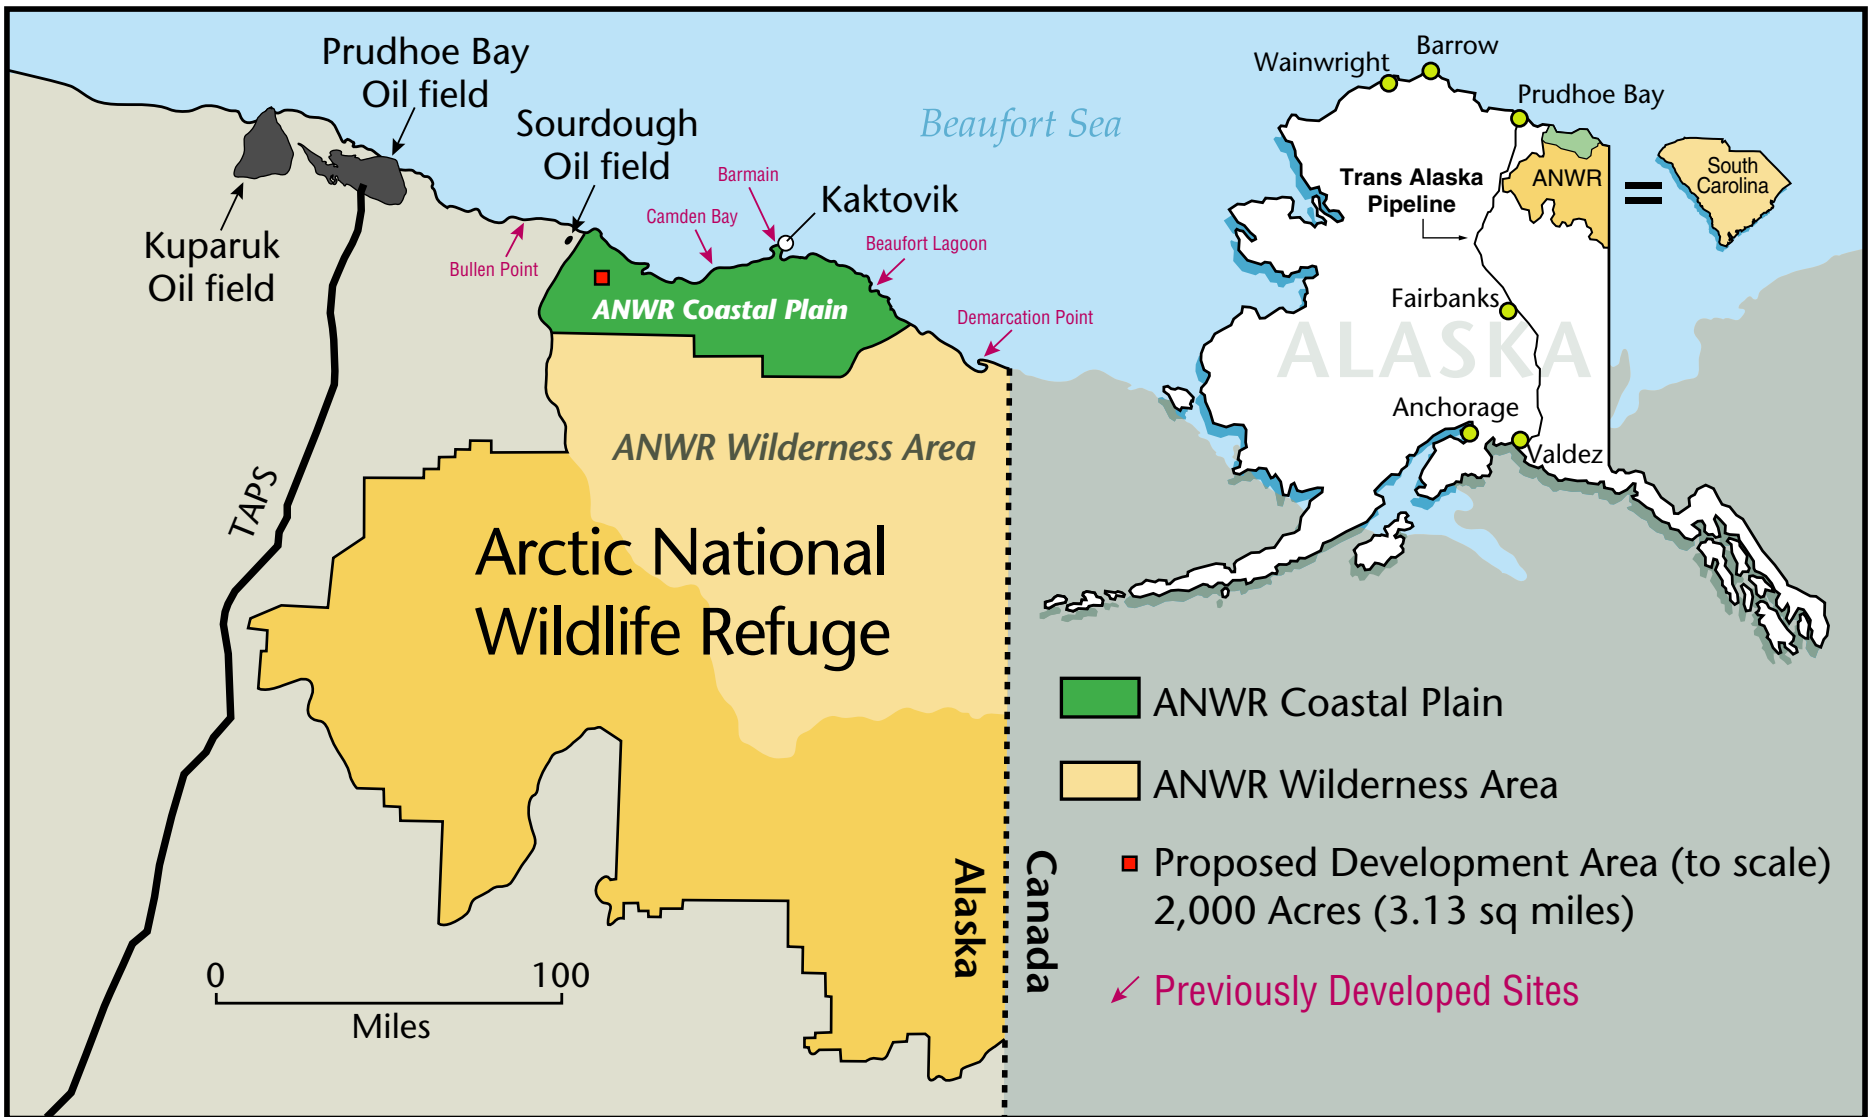 Prudhoe Bay
Oil field
Sourdough
Oil field
Kuparuk
Oil field
Bullen Point
Camden Bay
Barmain
Kaktovik
Beaufort Lagoon
Demarcation Point
Beaufort Sea
ANWR Coastal Plain
ANWR Wilderness Area
Arctic National
Wildlife Refuge
TAPS
Alaska
Canada
0 100
Miles
Wainwright
Barrow
Prudhoe Bay
Trans Alaska
Pipeline
ANWR
=
South
Carolina
Fairbanks
ALASKA
Anchorage
Valdez
ANWR Coastal Plain
ANWR Wilderness Area
Proposed Development Area (to scale)
2,000 Acres (3.13 sq miles)
Previously Developed Sites